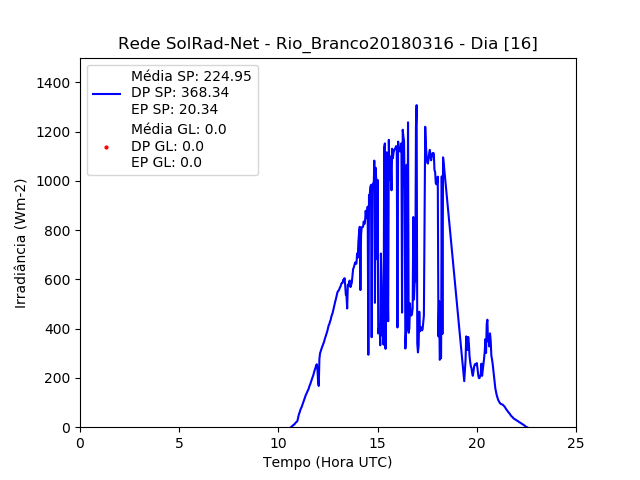 Rede SolRad-Net - Rio_Branco20180316 - Dia [16]
Média SP: 224.95
DP SP: 368.34
EP SP: 20.34
Média GL: 0.0
DP GL: 0.0
EP GL: 0.0
Irradiância (Wm-2)
1400
1200
1000
800
600
400
200
0
0 5 10 15 20 25
Tempo (Hora UTC)